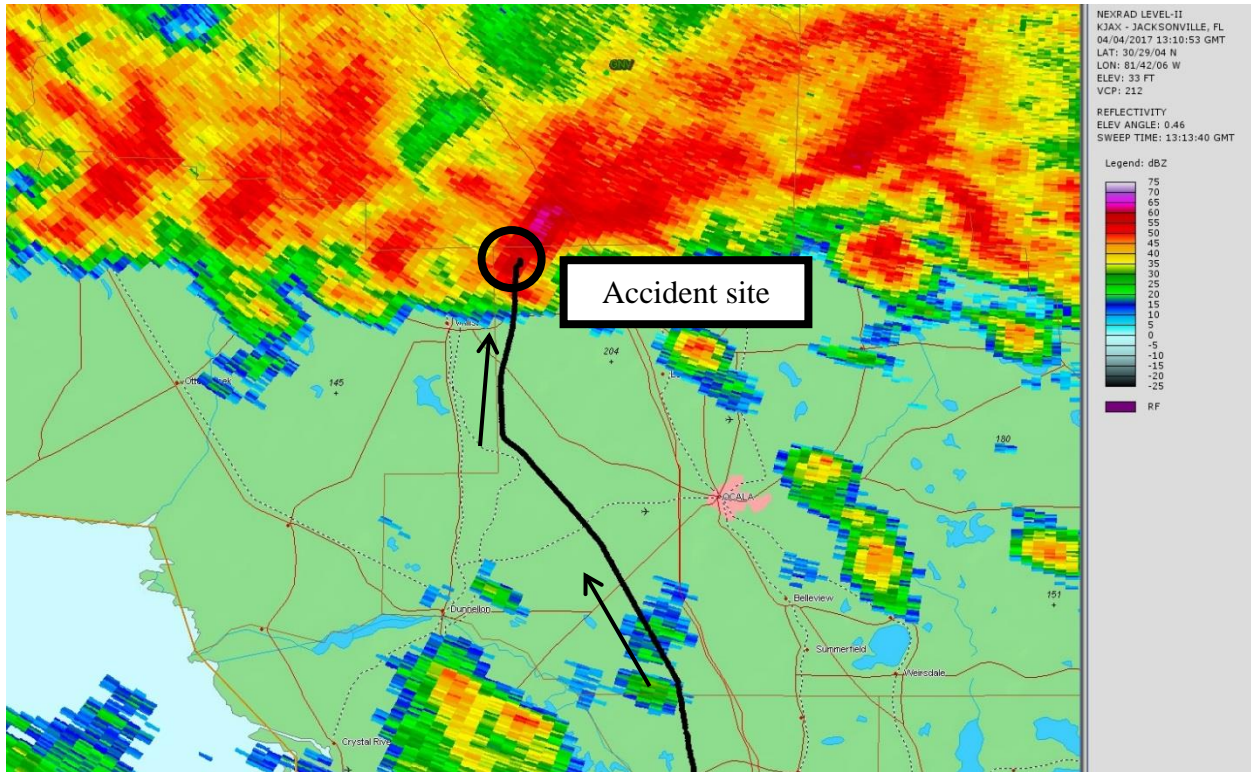 GNV
Accident site
204
145
180
OCALA
Dunnellon
Belleview
151
Summerfield
Weirsdale
Crystal Rive
NEXRAD LEVEL-II
KJAX - JACKSONVILLE, FL
04/04/2017 13:10:53 GMT
LAT: 30/29/04 N
LON: 81/42/06 W
ELEV: 33 FT
VCP: 212
REFLECTIVITY
ELEV ANGLE: 0.46
SWEEP TIME: 13:13:40 GMT
Legend: dBZ
75
70
65
60
55
50
45
40
35
30
25
20
15
10
5
0
-5
-10
-15
-20
-25
RF